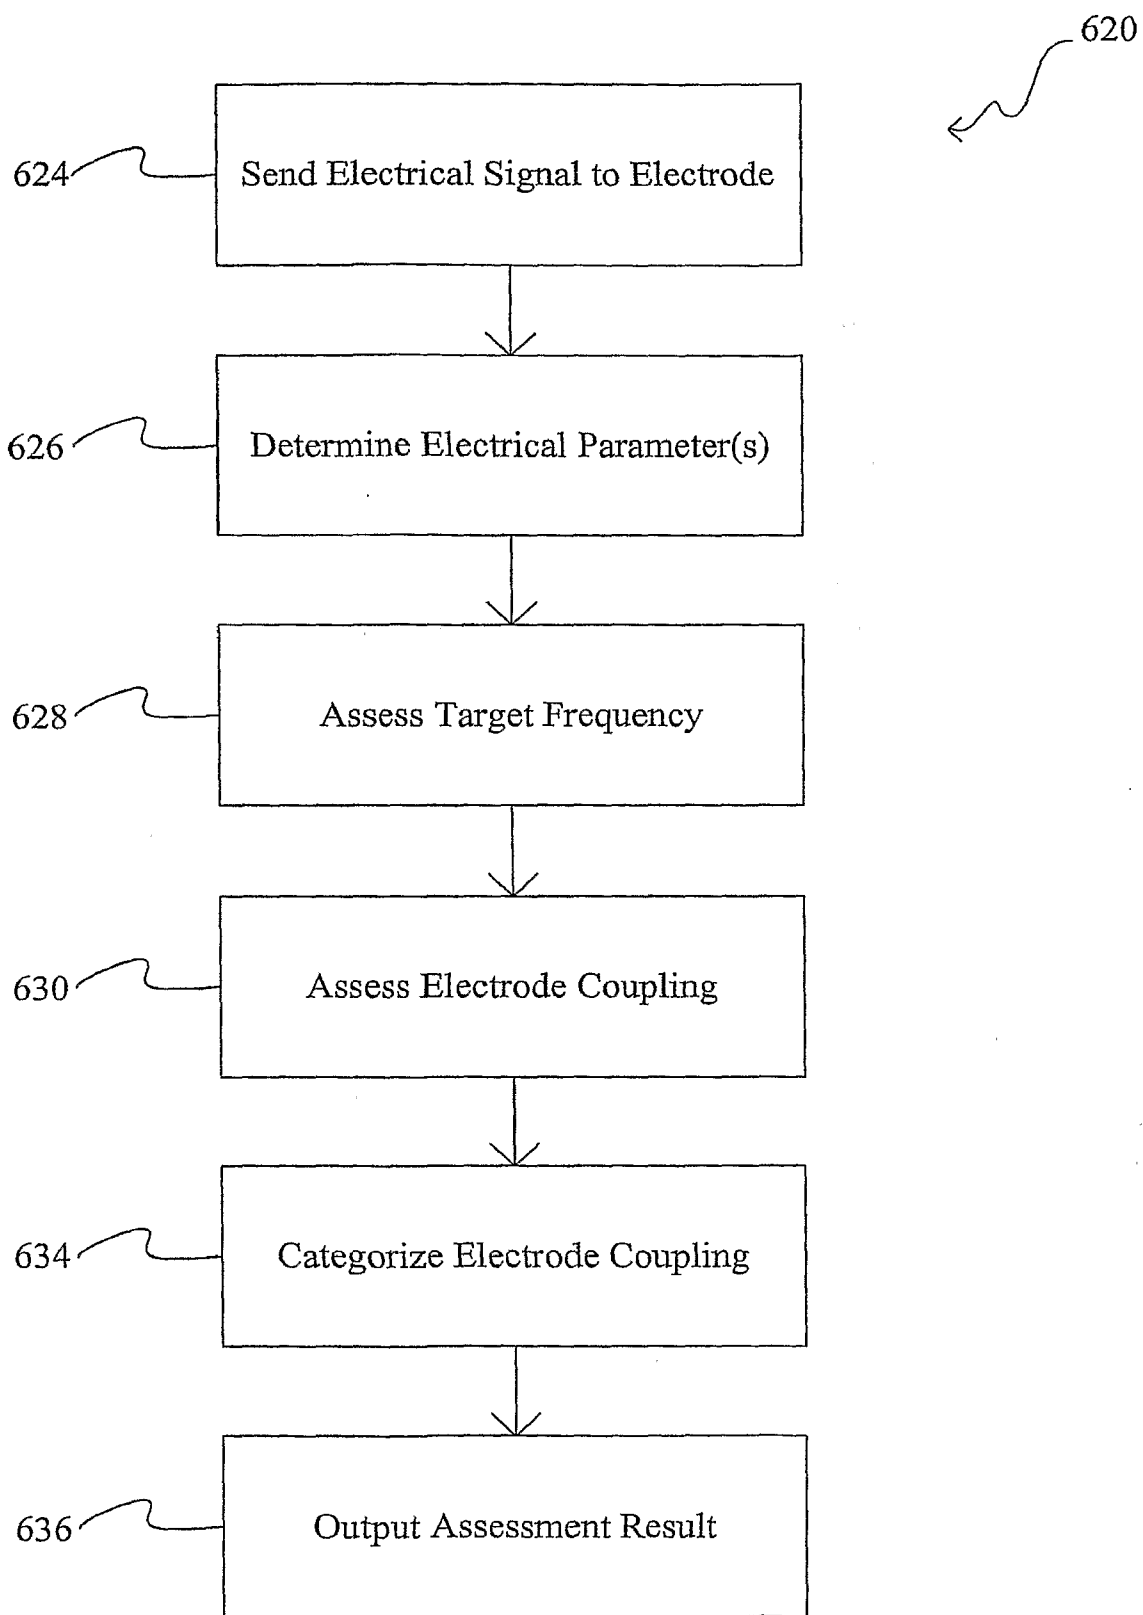 620
624 Send Electrical Signal to Electrode
626 Determine Electrical Parameter(s)
628 Assess Target Frequency
630 Assess Electrode Coupling
634 Categorize Electrode Coupling
636 Output Assessment Result